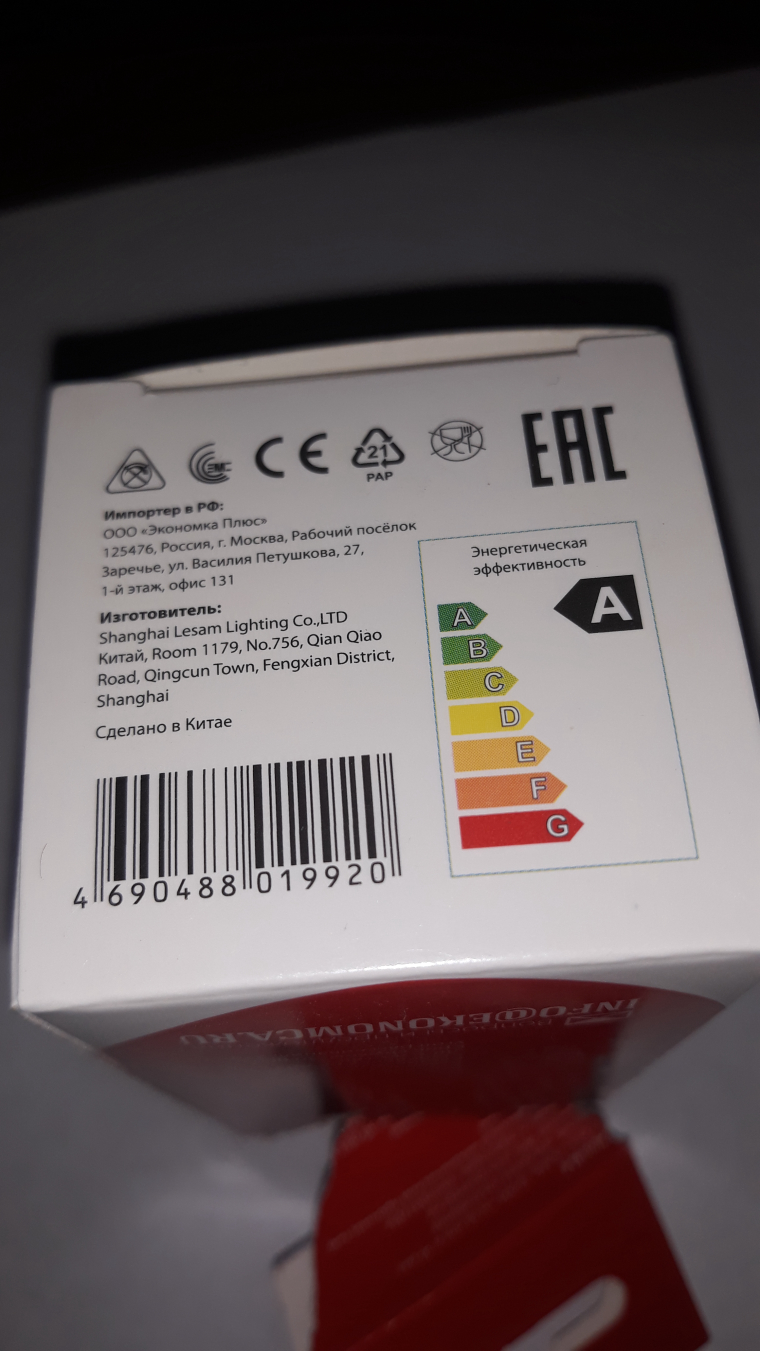 EMC
CE
21
PAP
EAC
Импортер в РФ:
ООО «Экономка Плюс»
125476, Россия, г. Москва, Рабочий посёлок
Заречье, ул. Василия Петушкова, 27,
1-й этаж, офис 131
Изготовитель:
Shanghai Lesam Lighting Co.,LTD
Китай, Room 1179, No.756, Qian Qiao
Road, Qingcun Town, Fengxian District,
Shanghai
Сделано в Китае
4 690488 019920
Энергетическая
эффективность
A
A
B
C
D
E
F
G
INFO@EKONOMCA.RU